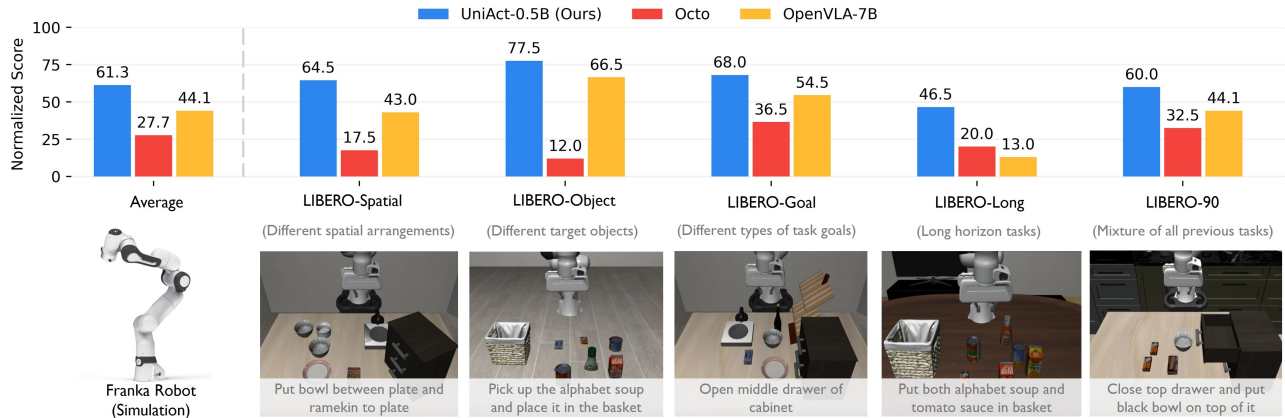 UniAct-0.5B (Ours) Octo OpenVLA-7B
Normalized Score
100
75
50
25
0
61.3 27.7 44.1
64.5 17.5 43.0
77.5 12.0 66.5
68.0 36.5 54.5
46.5 20.0 13.0
60.0 32.5 44.1
Average LIBERO-Spatial LIBERO-Object LIBERO-Goal LIBERO-Long LIBERO-90
(Different spatial arrangements) (Different target objects) (Different types of task goals) (Long horizon tasks) (Mixture of all previous tasks)
Franka Robot
(Simulation)
Put bowl between plate and
ramekin to plate
Pick up the alphabet soup
and place it in the basket
Open middle drawer of
cabinet
Put both alphabet soup and
tomato sauce in basket
Close top drawer and put
black bowl on top of it